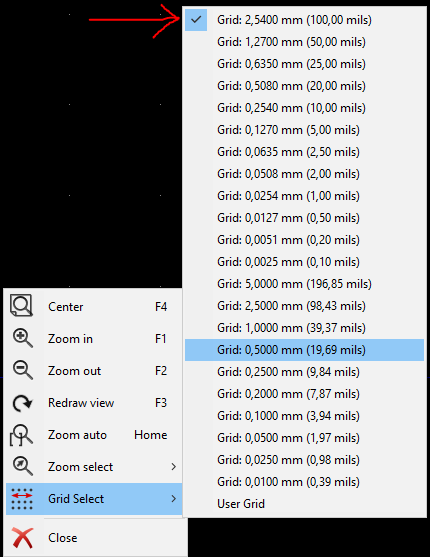 Grid: 2,5400 mm (100,00 mils)
Grid: 1,2700 mm (50,00 mils)
Grid: 0,6350 mm (25,00 mils)
Grid: 0,5080 mm (20,00 mils)
Grid: 0,2540 mm (10,00 mils)
Grid: 0,1270 mm (5,00 mils)
Grid: 0,0635 mm (2,50 mils)
Grid: 0,0508 mm (2,00 mils)
Grid: 0,0254 mm (1,00 mils)
Grid: 0,0127 mm (0,50 mils)
Grid: 0,0051 mm (0,20 mils)
Grid: 0,0025 mm (0,10 mils)
Grid: 5,0000 mm (196,85 mils)
Grid: 2,5000 mm (98,43 mils)
Grid: 1,0000 mm (39,37 mils)
Grid: 0,5000 mm (19,69 mils)
Grid: 0,2500 mm (9,84 mils)
Grid: 0,2000 mm (7,87 mils)
Grid: 0,1000 mm (3,94 mils)
Grid: 0,0500 mm (1,97 mils)
Grid: 0,0250 mm (0,98 mils)
Grid: 0,0100 mm (0,39 mils)
User Grid
Center F4
Zoom in F1
Zoom out F2
Redraw view F3
Zoom auto Home
Zoom select
Grid Select
Close